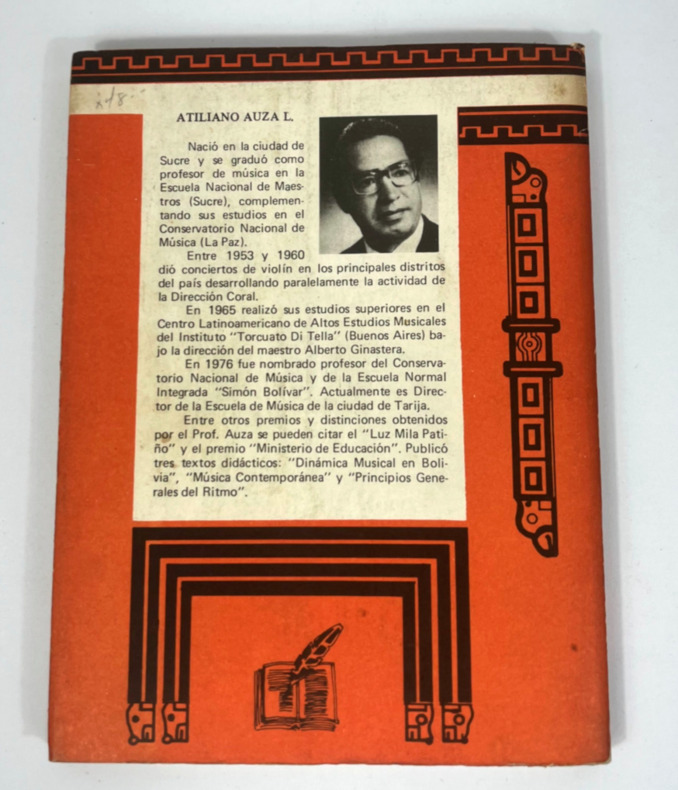 ATILIANO AUZA L.
Nació en la ciudad de
Sucre y se graduó como
profesor de música en la
Escuela Nacional de Maes-
tros (Sucre), complemen-
tando sus estudios en el
Conservatorio Nacional de
Música (La Paz).
Entre 1953 y 1960
dió conciertos de violín en los principales distritos
del país desarrollando paralelamente la actividad de
la Dirección Coral.
En 1965 realizó sus estudios superiores en el
Centro Latinoamericano de Altos Estudios Musicales
del Instituto "Torcuato Di Tella" (Buenos Aires) ba-
jo la dirección del maestro Alberto Ginastera.
En 1976 fue nombrado profesor del Conserva-
torio Nacional de Música y de la Escuela Normal
Integrada "Simón Bolívar". Actualmente es Direc-
tor de la Escuela de Música de la ciudad de Tarija.
Entre otros premios y distinciones obtenidos
por el Prof. Auza se pueden citar el "Luz Mila Pati-
ño" y el premio "Ministerio de Educación". Publicó
tres textos didácticos: "Dinámica Musical en Boli-
via", "Música Contemporánea" y "Principios Gene-
rales del Ritmo".